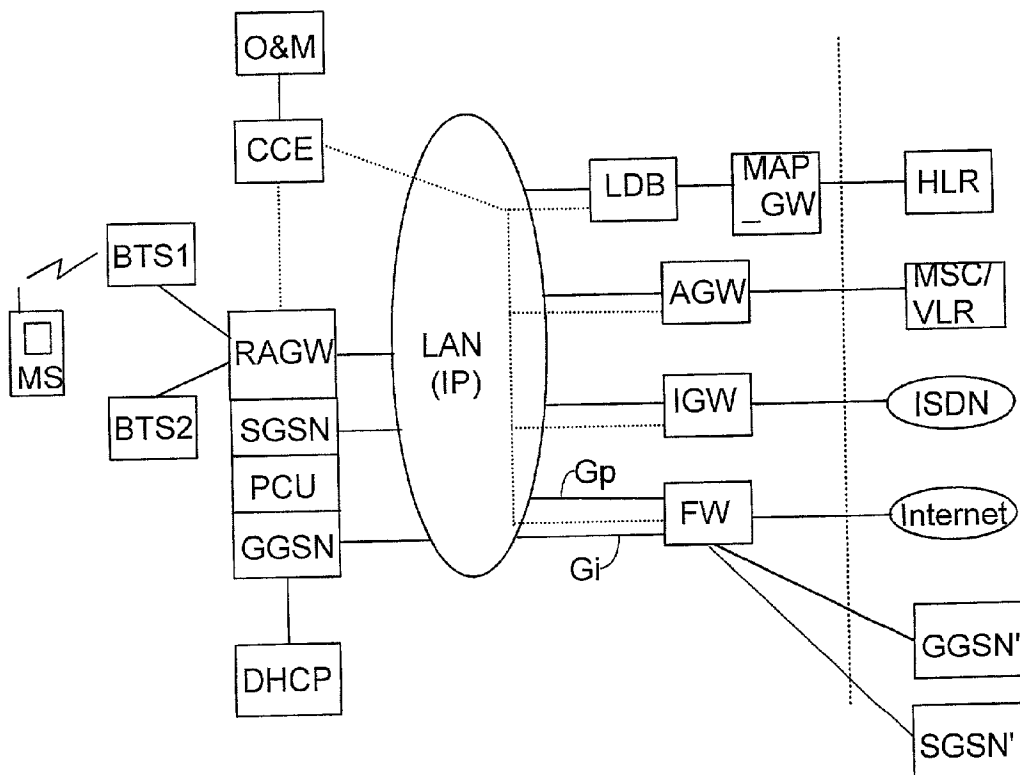 O&M
CCE
LDB
MAP
_GW
HLR
BTS1
AGW
MSC/
VLR
MS
RAGW
LAN
(IP)
BTS2
SGSN
IGW
ISDN
PCU
Gp
FW
Internet
GGSN
Gi
GGSN'
DHCP
SGSN'